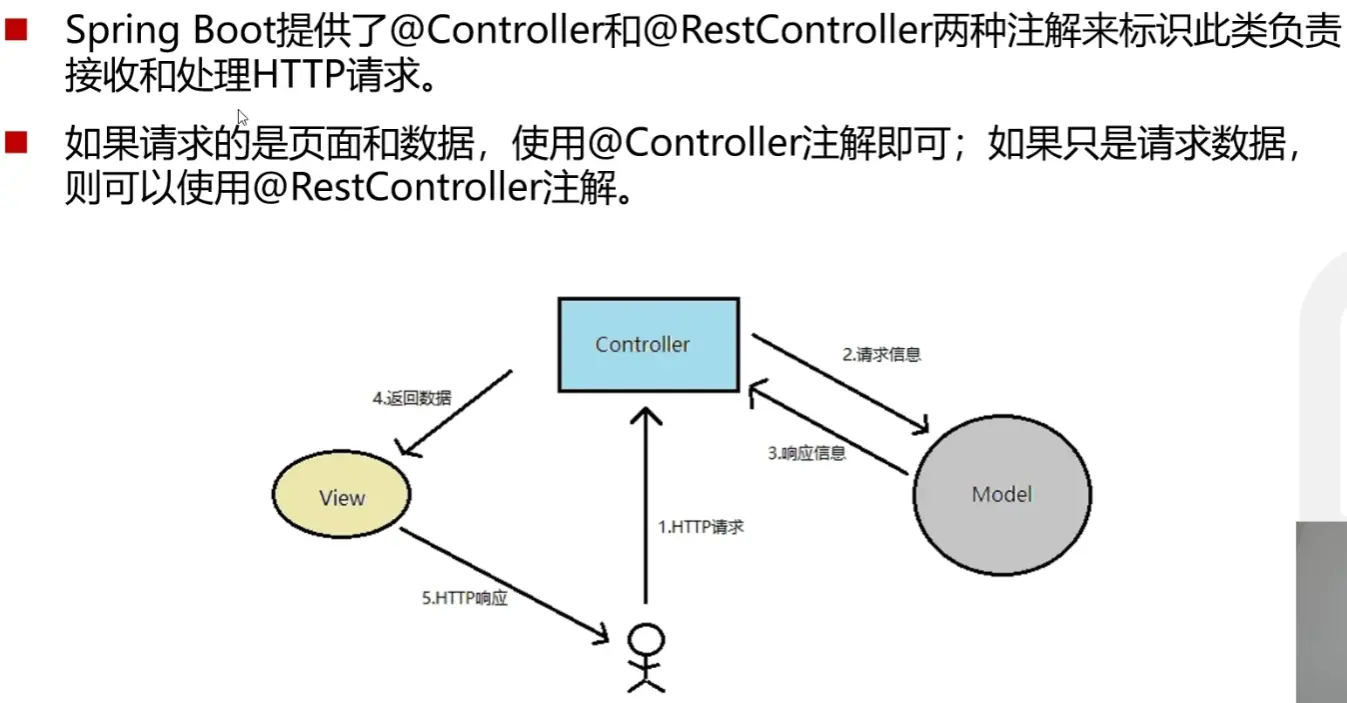 Spring Boot提供了@Controller和@RestController两种注解来标识此类负责
接收和处理HTTP请求。
如果请求的是页面和数据，使用@Controller注解即可；如果只是请求数据，
则可以使用@RestController注解。
Controller
2.请求信息
4.返回数据
3.响应信息
View
Model
1.HTTP请求
5.HTTP响应